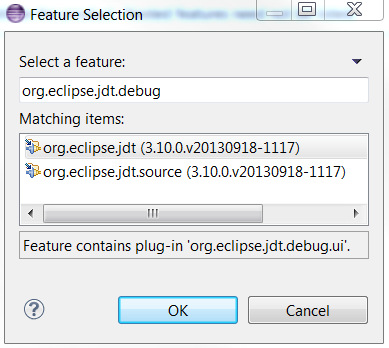 Feature Selection
Select a feature:
org.eclipse.jdt.debug
Matching items:
org.eclipse.jdt (3.10.0.v20130918-1117)
org.eclipse.jdt.source (3.10.0.v20130918-1117)
Feature contains plug-in 'org.eclipse.jdt.debug.ui'.
OK
Cancel